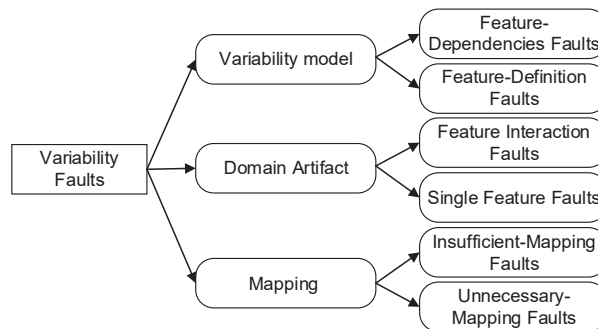 Variability
Faults
Variability model
Domain Artifact
Mapping
Feature-
Dependencies Faults
Feature-Definition
Faults
Feature Interaction
Faults
Single Feature Faults
Insufficient-Mapping
Faults
Unnecessary-
Mapping Faults